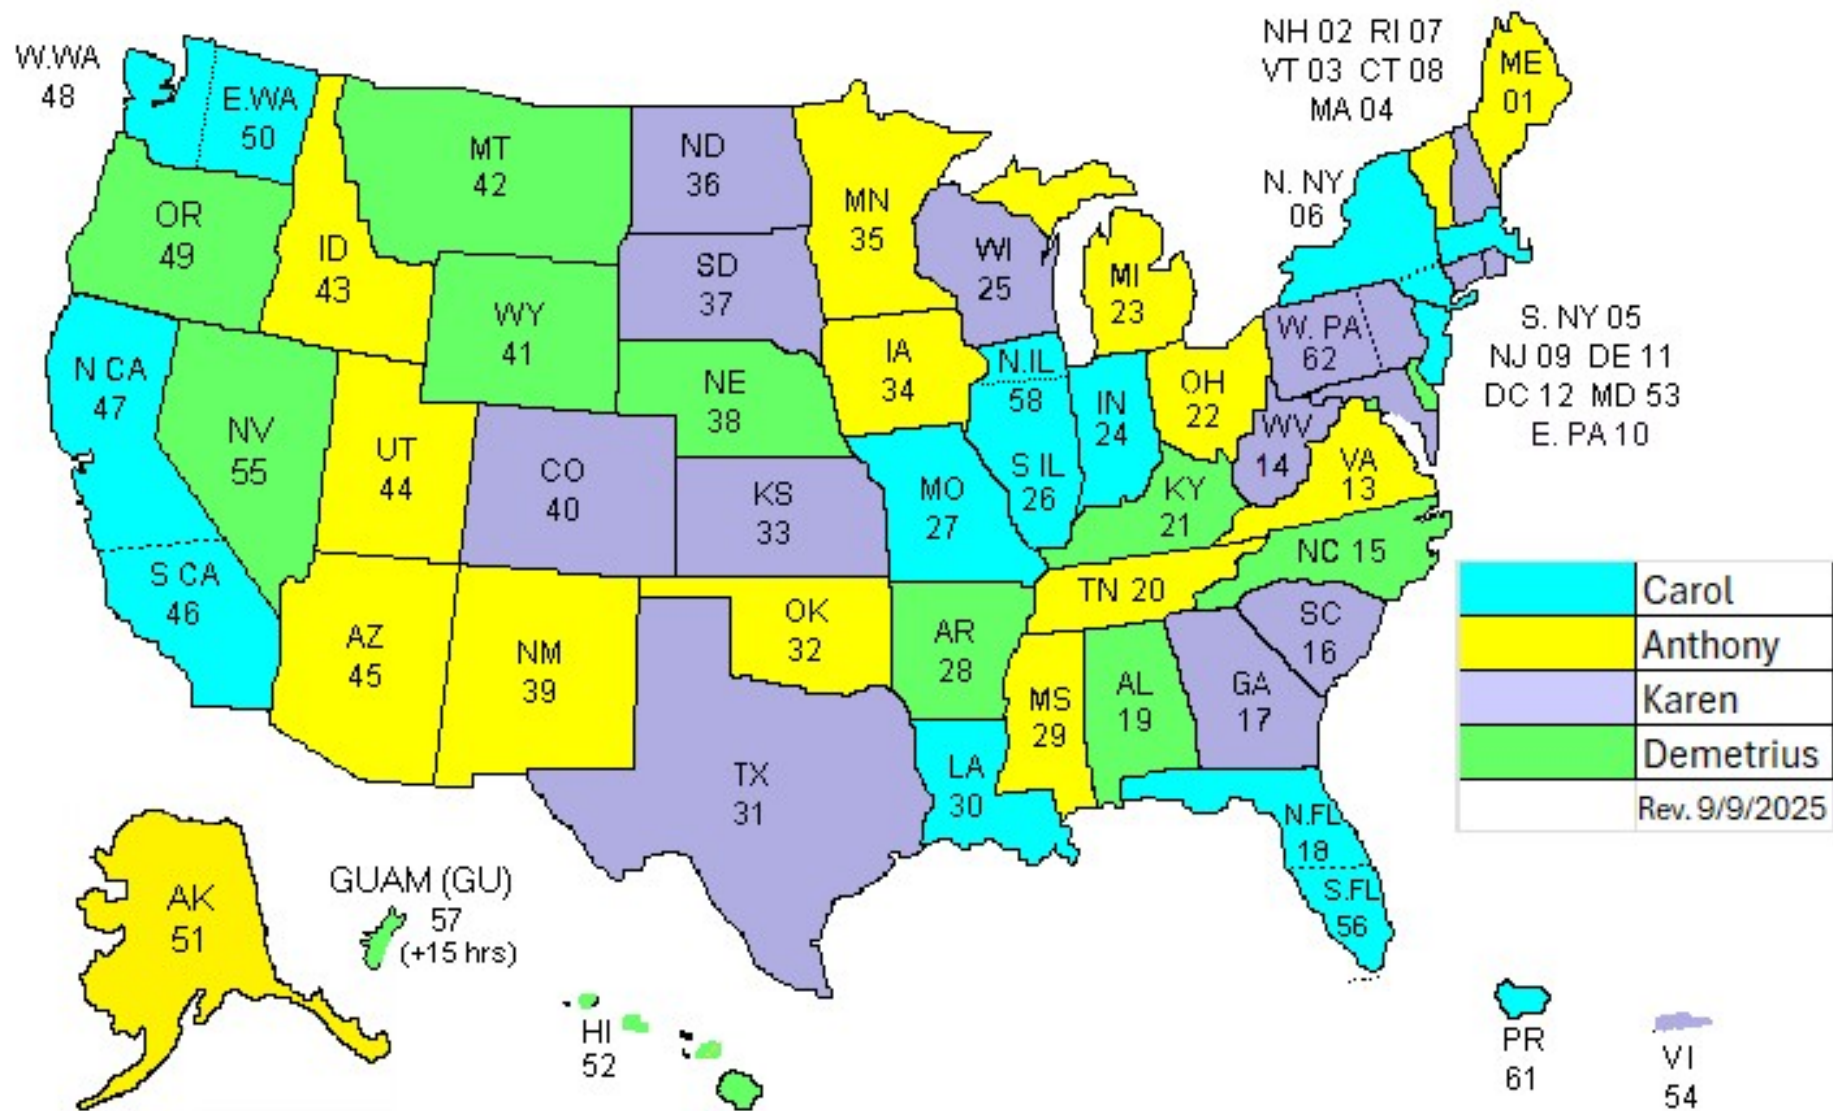 NH 02 RI 07
VT 03 CT 08
MA 04
ME
01
W.WA
48
E.WA
50
MT
42
ND
36
MN
35
N. NY
06
OR
49
ID
43
SD
37
WI
25
MI
23
WY
41
S. NY 05
NJ 09 DE 11
DC 12 MD 53
E. PA 10
W. PA
62
N CA
47
NV
55
UT
44
NE
38
IA
34
N.IL
58
IN
24
OH
22
WV
14
VA
13
CO
40
KS
33
MO
27
S IL
26
KY
21
NC 15
S CA
46
AZ
45
NM
39
OK
32
AR
28
TN 20
SC
16
MS
29
AL
19
GA
17
TX
31
LA
30
N.FL
18
S.FL
56
Carol
Anthony
Karen
Demetrius
Rev. 9/9/2025
AK
51
GUAM (GU)
57
(+15 hrs)
HI
52
PR
61
VI
54